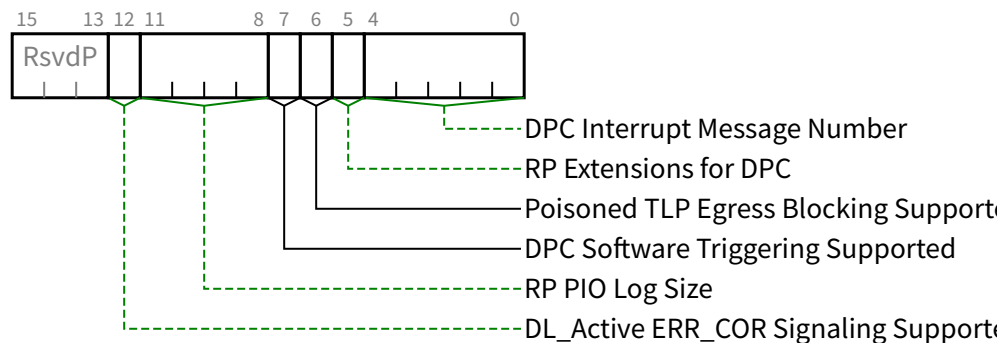 15 13 12 11 8 7 6 5 4 0
RsvdP
DPC Interrupt Message Number
RP Extensions for DPC
Poisoned TLP Egress Blocking Supporte
DPC Software Triggering Supported
RP PIO Log Size
DL_Active ERR_COR Signaling Supporte